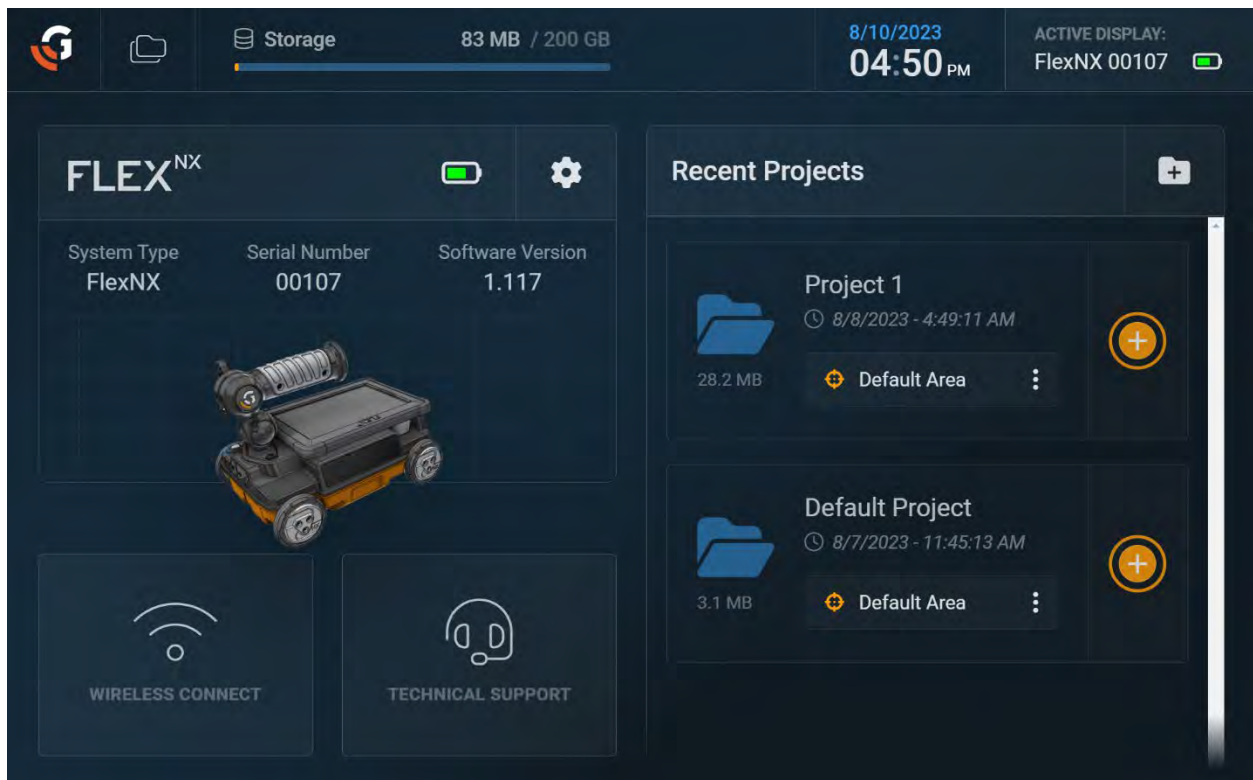 Storage 83 MB / 200 GB
8/10/2023
04:50 PM
ACTIVE DISPLAY:
FlexNX 00107
FLEX NX
System Type Serial Number Software Version
FlexNX 00107 1.117
WIRELESS CONNECT
TECHNICAL SUPPORT
Recent Projects
Project 1
8/8/2023 - 4:49:11 AM
28.2 MB
Default Area
Default Project
8/7/2023 - 11:45:13 AM
3.1 MB
Default Area